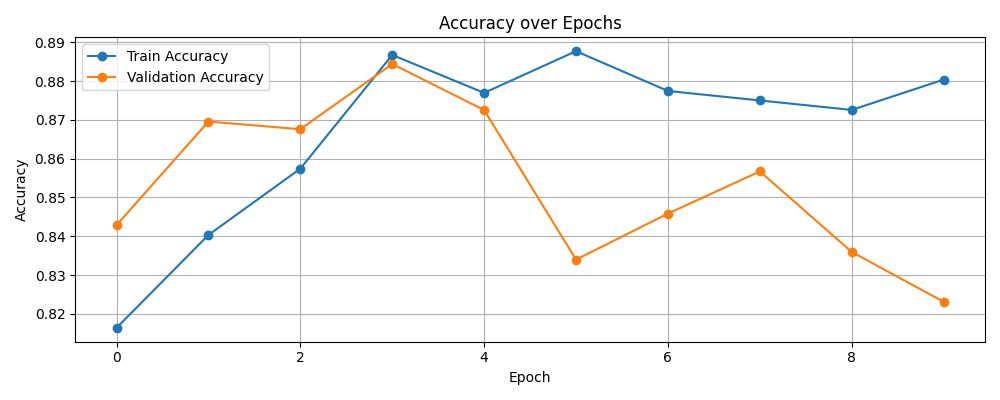 Accuracy over Epochs
Train Accuracy
Validation Accuracy
Accuracy
0.89
0.88
0.87
0.86
0.85
0.84
0.83
0.82
0 2 4 6 8
Epoch